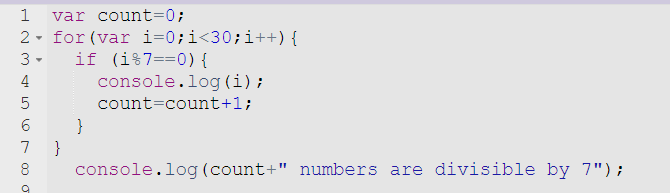 1 var count=0;
2 for(var i=0;i<30;i++){
3 if (i%7==0){
4 console.log(i);
5 count=count+1;
6 }
7 }
8 console.log(count+" numbers are divisible by 7");
9